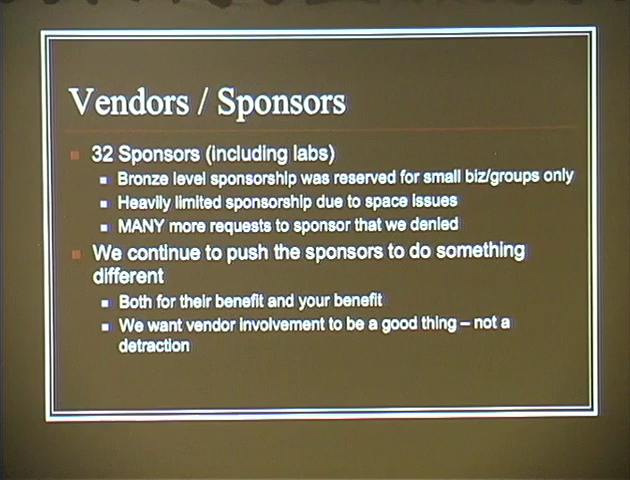 Vendors / Sponsors
32 Sponsors (including labs)
Bronze level sponsorship was reserved for small biz/groups only
Heavily limited sponsorship due to space issues
MANY more requests to sponsor that we denied
We continue to push the sponsors to do something
different
Both for their benefit and your benefit
We want vendor involvement to be a good thing – not a
detraction